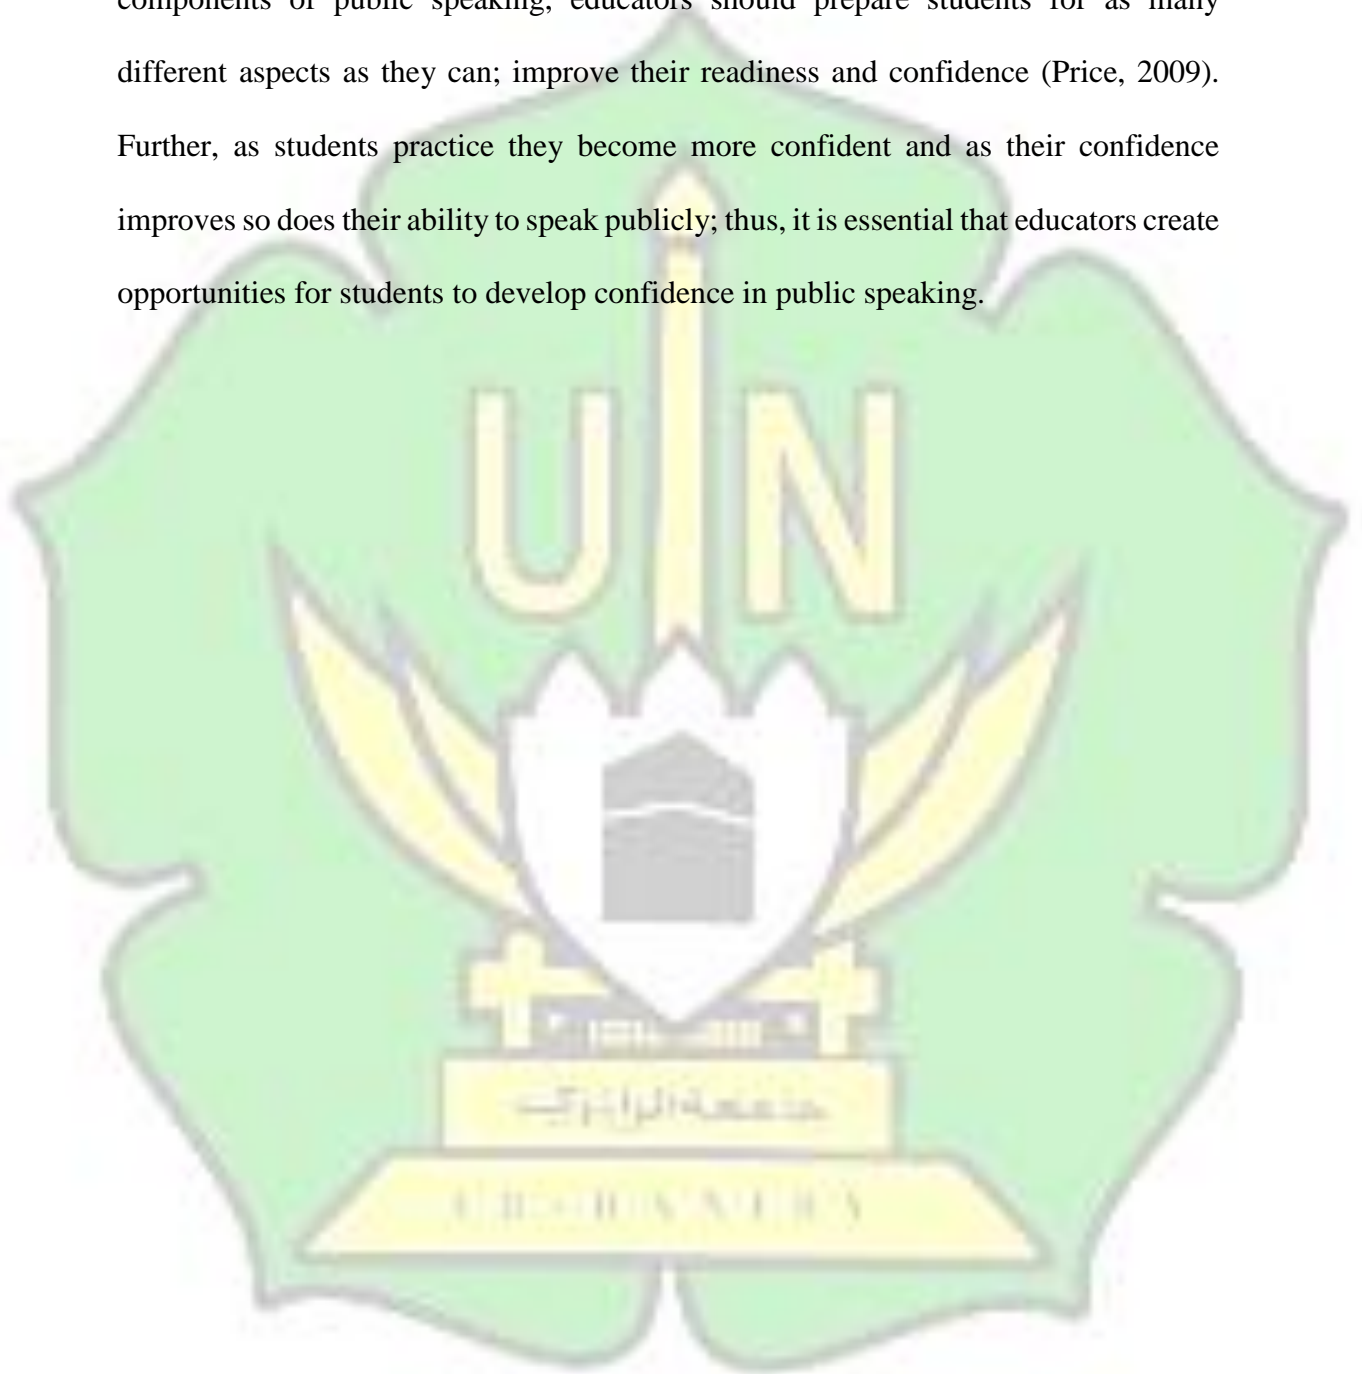 components of public speaking, educators should prepare students for as many
different aspects as they can; improve their readiness and confidence (Price, 2009).
Further, as students practice they become more confident and as their confidence
improves so does their ability to speak publicly; thus, it is essential that educators create
opportunities for students to develop confidence in public speaking.
U N